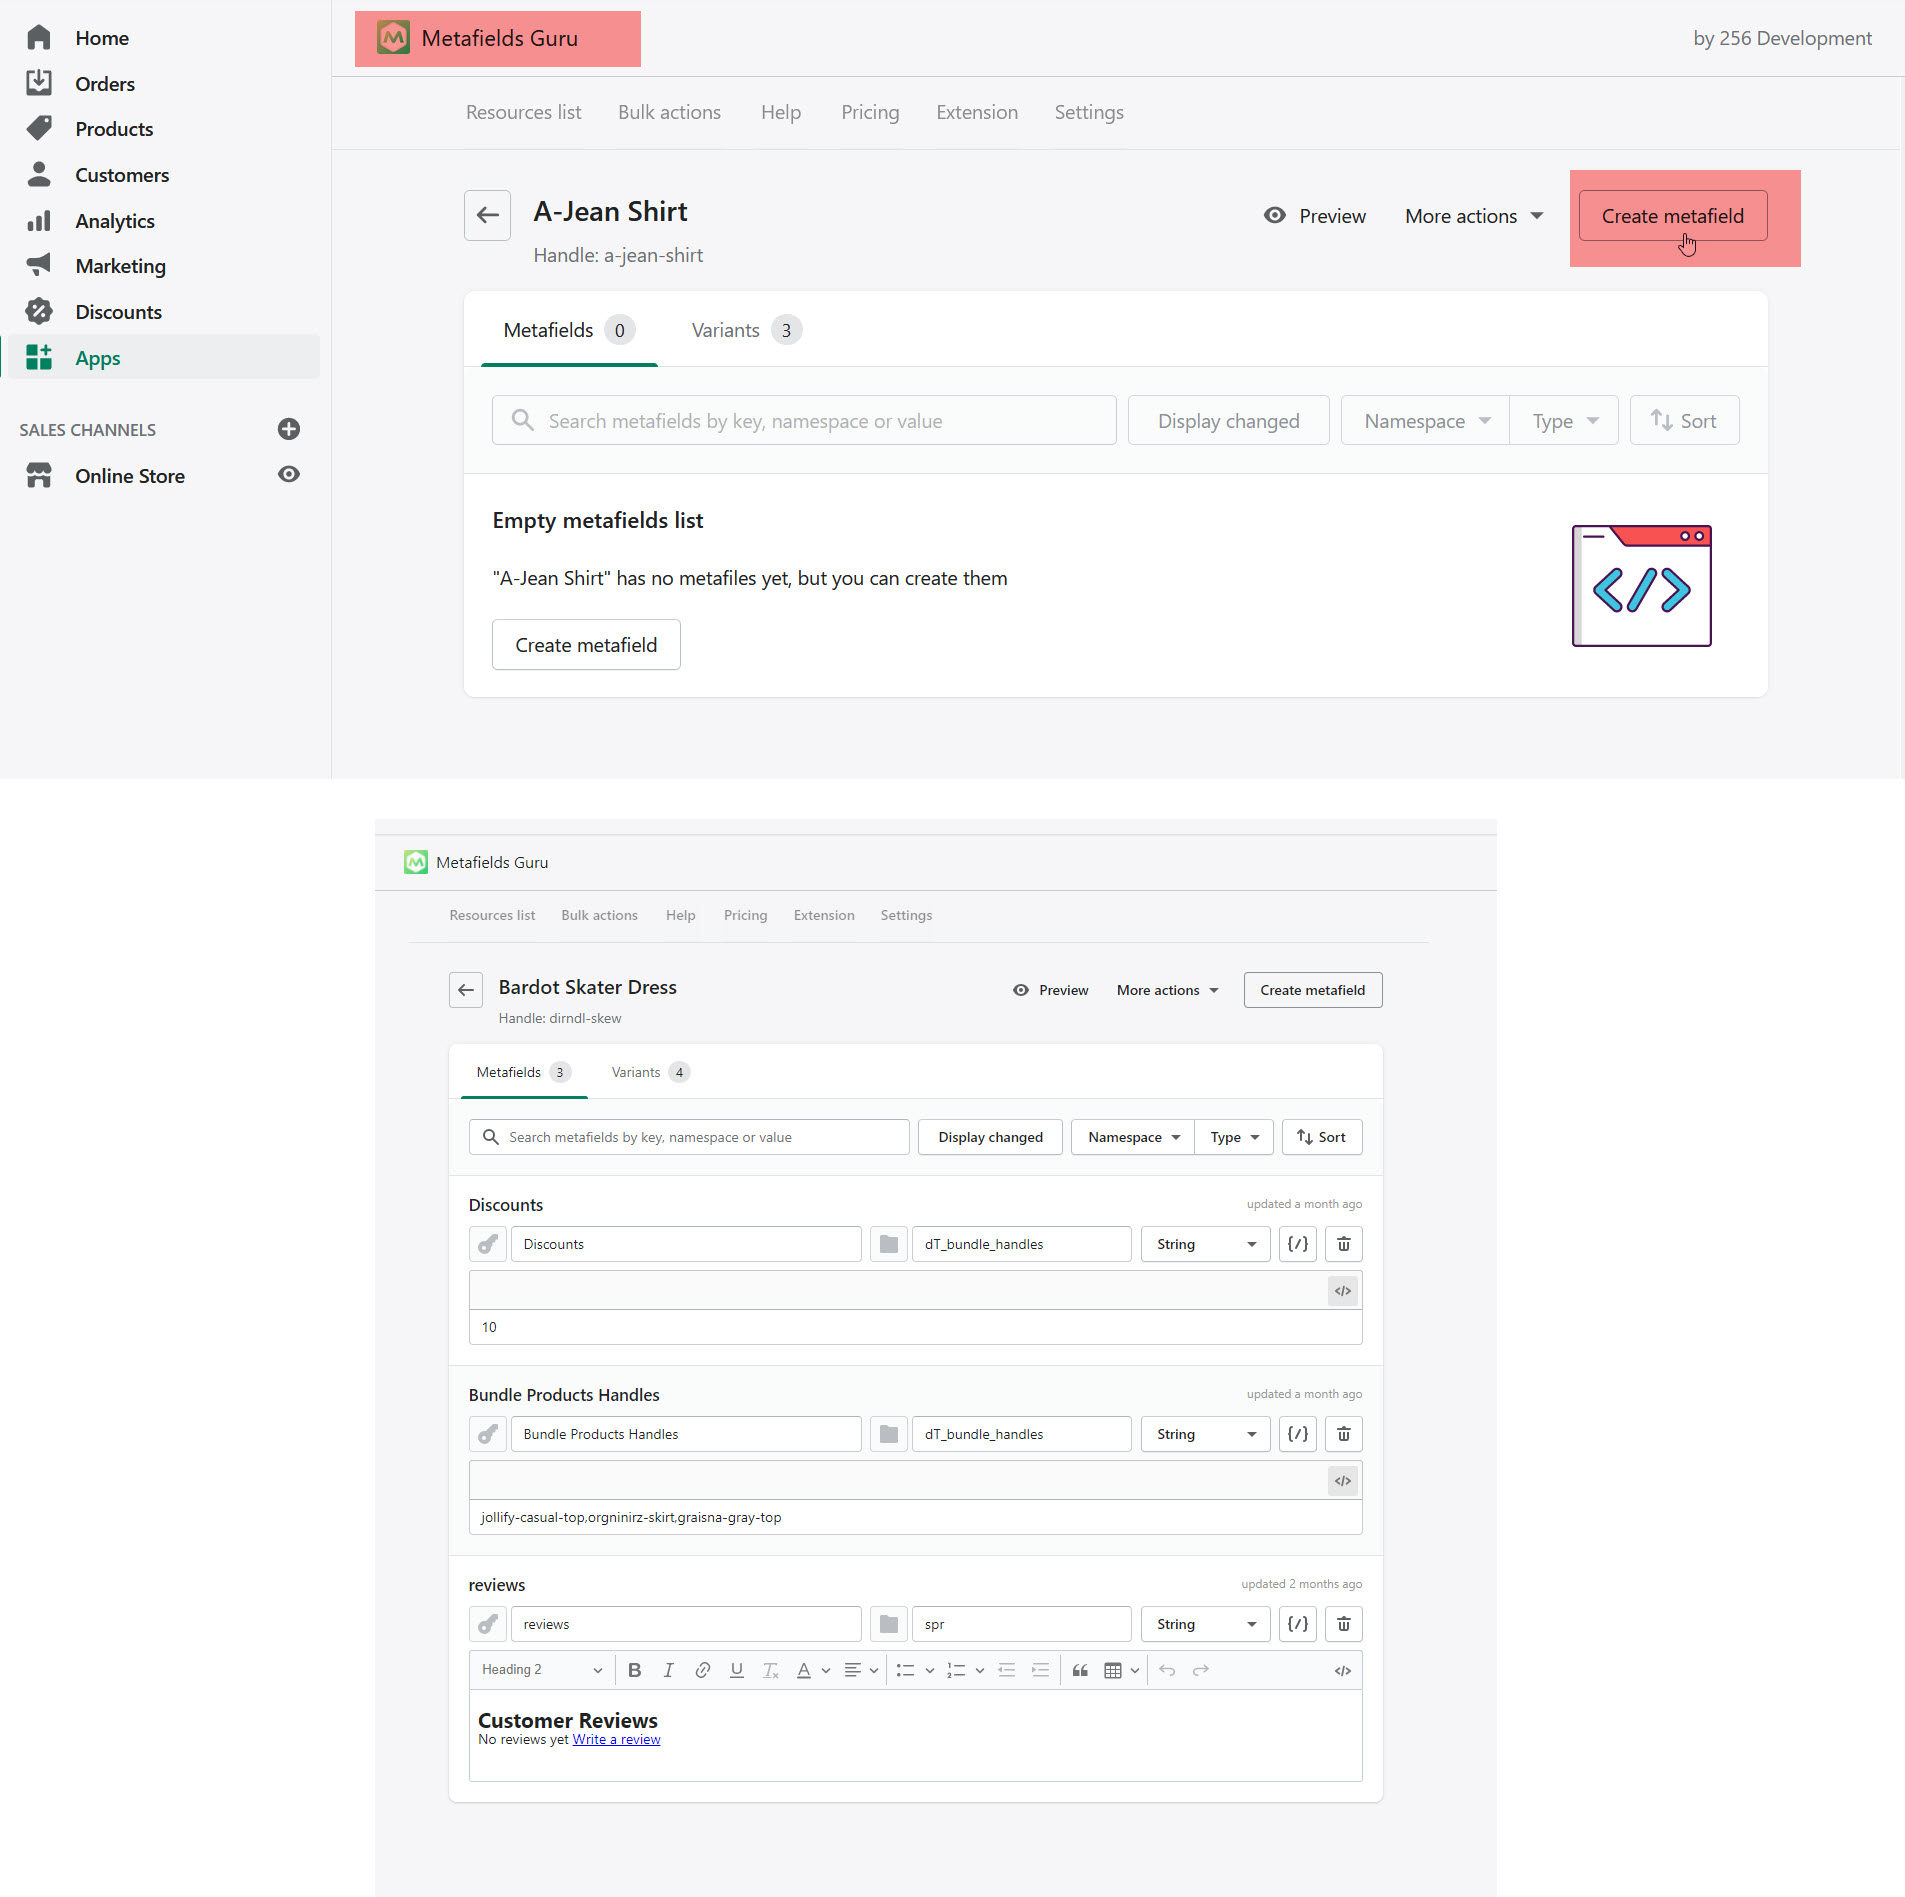 Home
Orders
Products
Customers
Analytics
Marketing
Discounts
Apps
SALES CHANNELS
Online Store
Metafields Guru
by 256 Development
Resources list Bulk actions Help Pricing Extension Settings
A-Jean Shirt
Handle: a-jean-shirt
Preview More actions Create metafield
Metafields 0 Variants 3
Search metafields by key, namespace or value Display changed Namespace Type Sort
Empty metafields list
"A-Jean Shirt" has no metafiles yet, but you can create them
Create metafield
Metafields Guru
Resources list Bulk actions Help Pricing Extension Settings
Bardot Skater Dress
Handle: dirndl-skew
Preview More actions Create metafield
Metafields 3 Variants 4
Search metafields by key, namespace or value Display changed Namespace Type Sort
Discounts updated a month ago
Discounts dT_bundle_handles String {/}
</>
10
Bundle Products Handles updated a month ago
Bundle Products Handles dT_bundle_handles String {/}
</>
jollify-casual-top,orgninirz-skirt,graisna-gray-top
reviews updated 2 months ago
reviews spr String {/}
Heading 2 B I U Tx A </>
Customer Reviews
No reviews yet Write a review